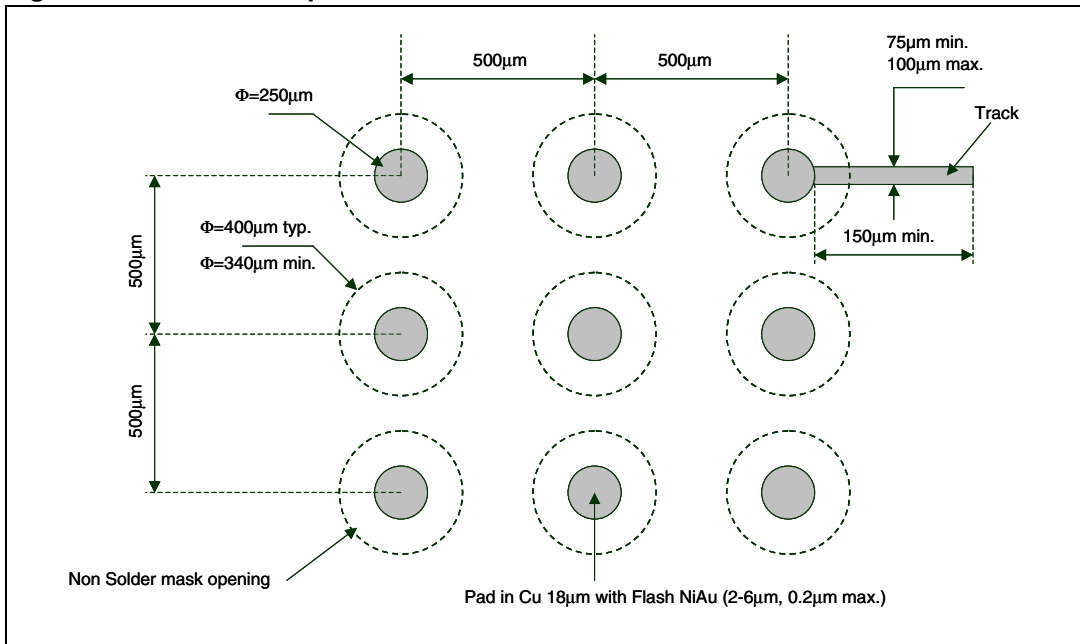 500µm
500µm
75µm min.
100µm max.
Φ=250µm
Track
Φ=400µm typ.
Φ=340µm min.
500µm
150µm min.
500µm
Non Solder mask opening
Pad in Cu 18µm with Flash NiAu (2-6µm, 0.2µm max.)